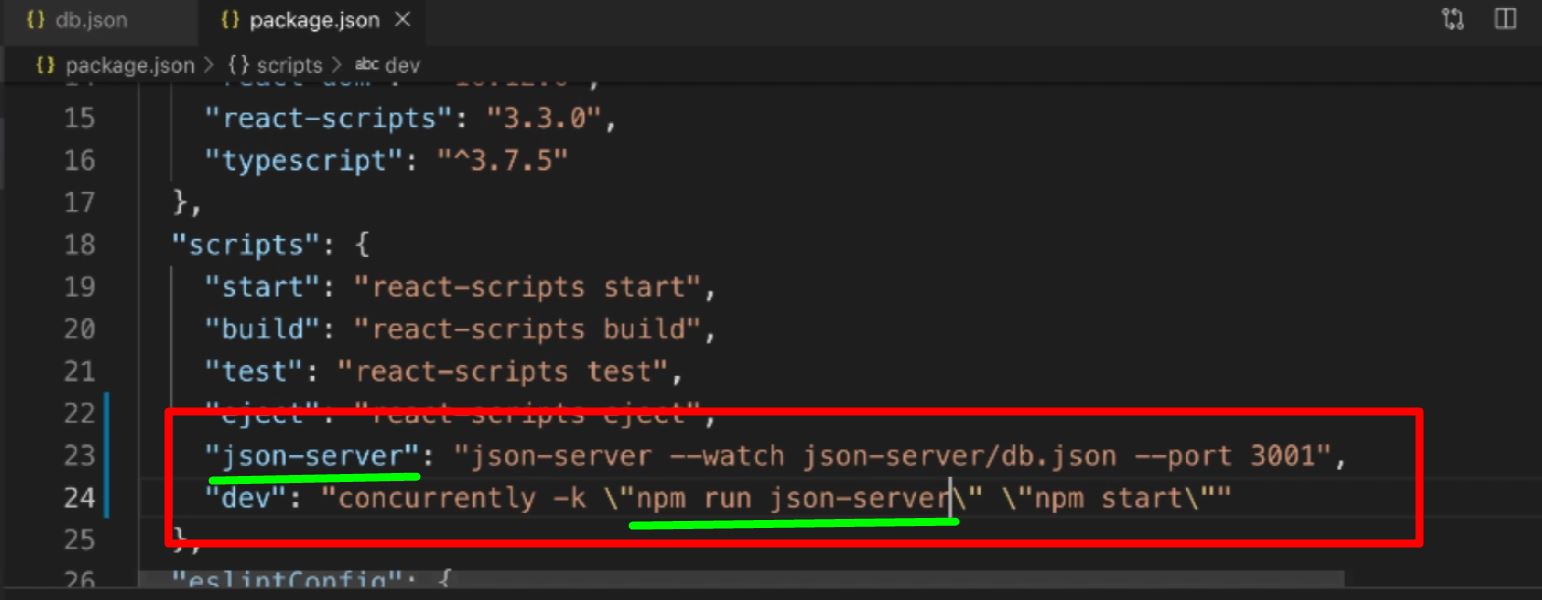 {} db.json {} package.json ×
{} package.json > {} scripts > abc dev
15 "react-scripts": "3.3.0",
16 "typescript": "^3.7.5"
17 },
18 "scripts": {
19 "start": "react-scripts start",
20 "build": "react-scripts build",
21 "test": "react-scripts test",
22 "eject": "react-scripts eject",
23 "json-server": "json-server --watch json-server/db.json --port 3001",
24 "dev": "concurrently -k \"npm run json-server\" \"npm start\""
25 },
26 "eslintConfig": {